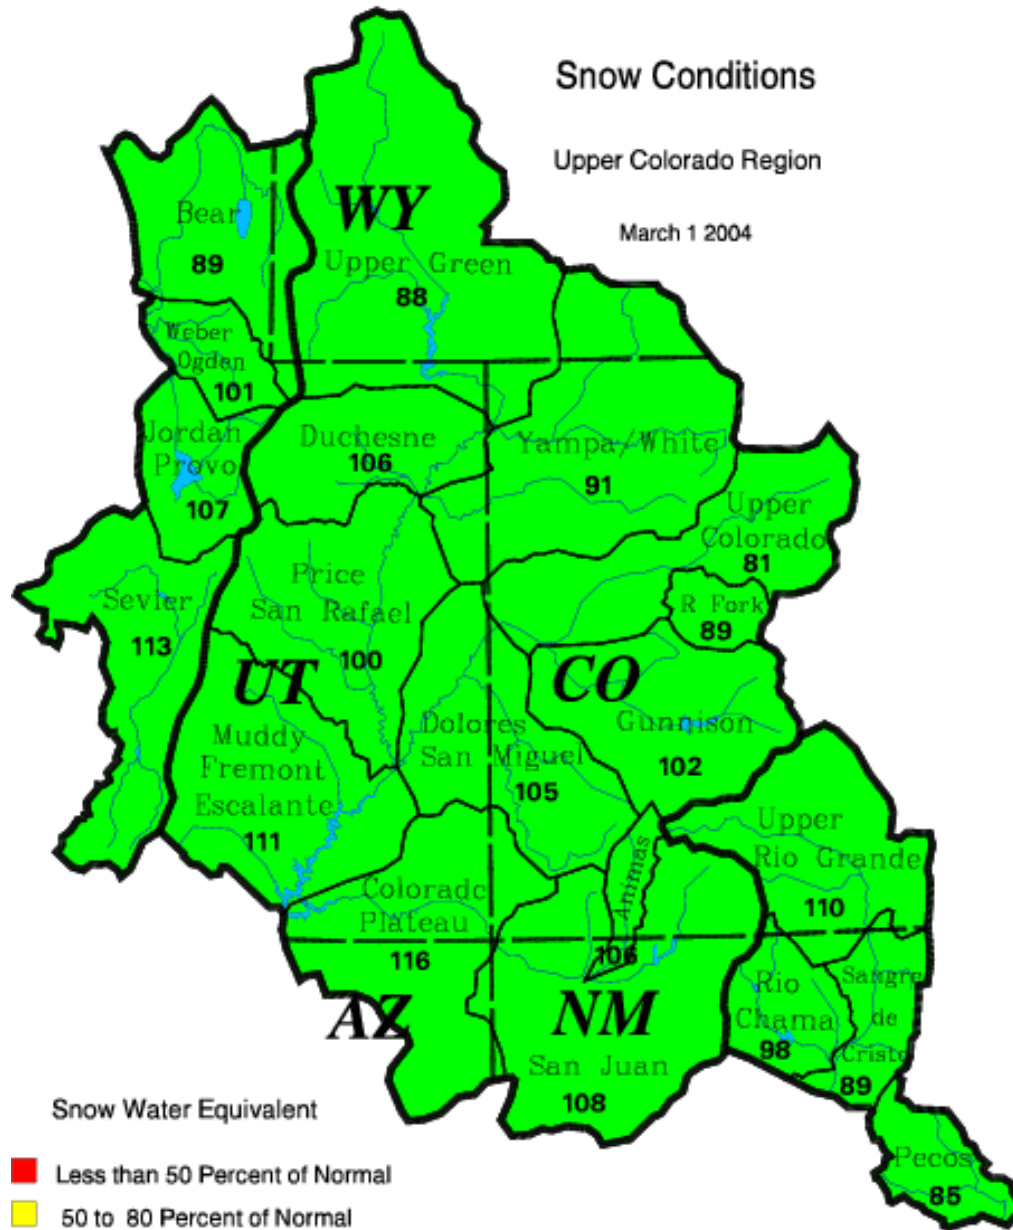 Snow Conditions
Upper Colorado Region
March 1 2004
WY
Bear
89
Upper Green
88
Weber
Ogden
101
Jordan
Provo
107
Duchesne
106
Yampa/White
91
Upper
Colorado
81
R Fork
89
Price
San Rafael
100
Sevier
113
UT
CO
Muddy
Fremont
Escalante
111
Dolores
San Miguel
105
Gunnison
102
Upper
Rio Grande
110
Animas
106
Colorado
Plateau
116
AZ
NM
San Juan
108
Rio
Chama
98
Sangre
de
Cristo
89
Pecos
85
Snow Water Equivalent
Less than 50 Percent of Normal
50 to 80 Percent of Normal